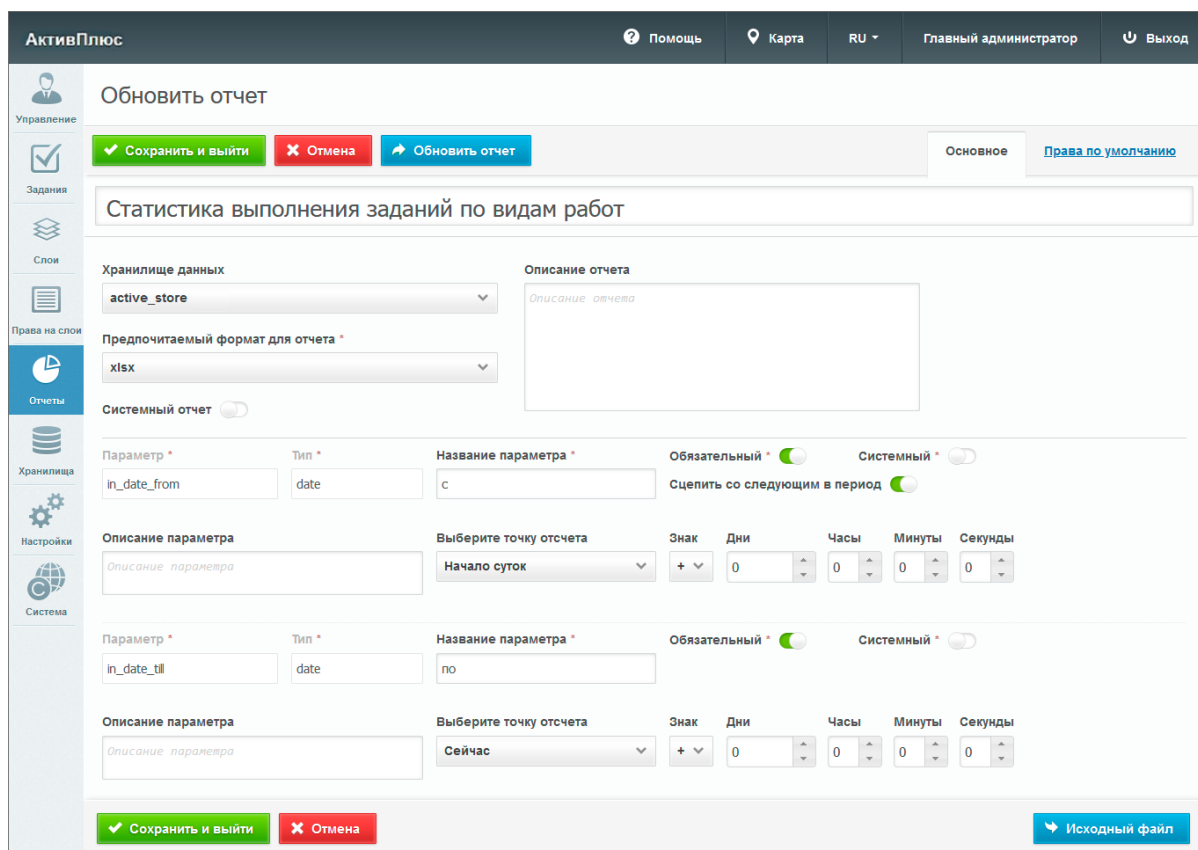 АктивПлюс Помощь Карта RU Главный администратор Выход
Управление
Задания
Слои
Права на слои
Отчеты
Хранилища
Настройки
Система
Обновить отчет
Сохранить и выйти Отмена Обновить отчет Основное Права по умолчанию
Статистика выполнения заданий по видам работ
Хранилище данных Описание отчета
active_store Описание отчета
Предпочитаемый формат для отчета *
xlsx
Системный отчет
Параметр * Тип * Название параметра * Обязательный * Системный *
in_date_from date с Сцепить со следующим в период
Описание параметра Выберите точку отсчета Знак Дни Часы Минуты Секунды
Описание параметра Начало суток + 0 0 0 0
Параметр * Тип * Название параметра * Обязательный * Системный *
in_date_till date по
Описание параметра Выберите точку отсчета Знак Дни Часы Минуты Секунды
Описание параметра Сейчас + 0 0 0 0
Сохранить и выйти Отмена Исходный файл